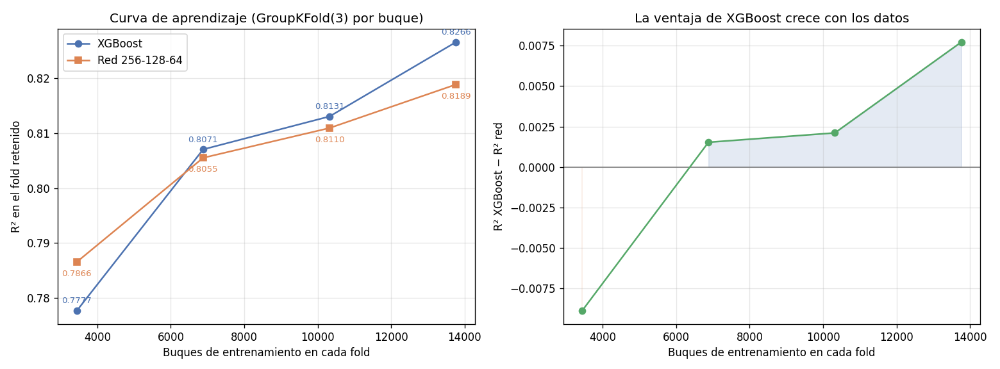 Curva de aprendizaje (GroupKFold(3) por buque)
XGBoost
Red 256-128-64
0.7777
0.8071
0.8131
0.8266
0.7866
0.8055
0.8110
0.8189
0.82
0.81
0.80
0.79
0.78
R² en el fold retenido
4000 6000 8000 10000 12000 14000
Buques de entrenamiento en cada fold
La ventaja de XGBoost crece con los datos
0.0075
0.0050
0.0025
0.0000
−0.0025
−0.0050
−0.0075
R² XGBoost − R² red
4000 6000 8000 10000 12000 14000
Buques de entrenamiento en cada fold